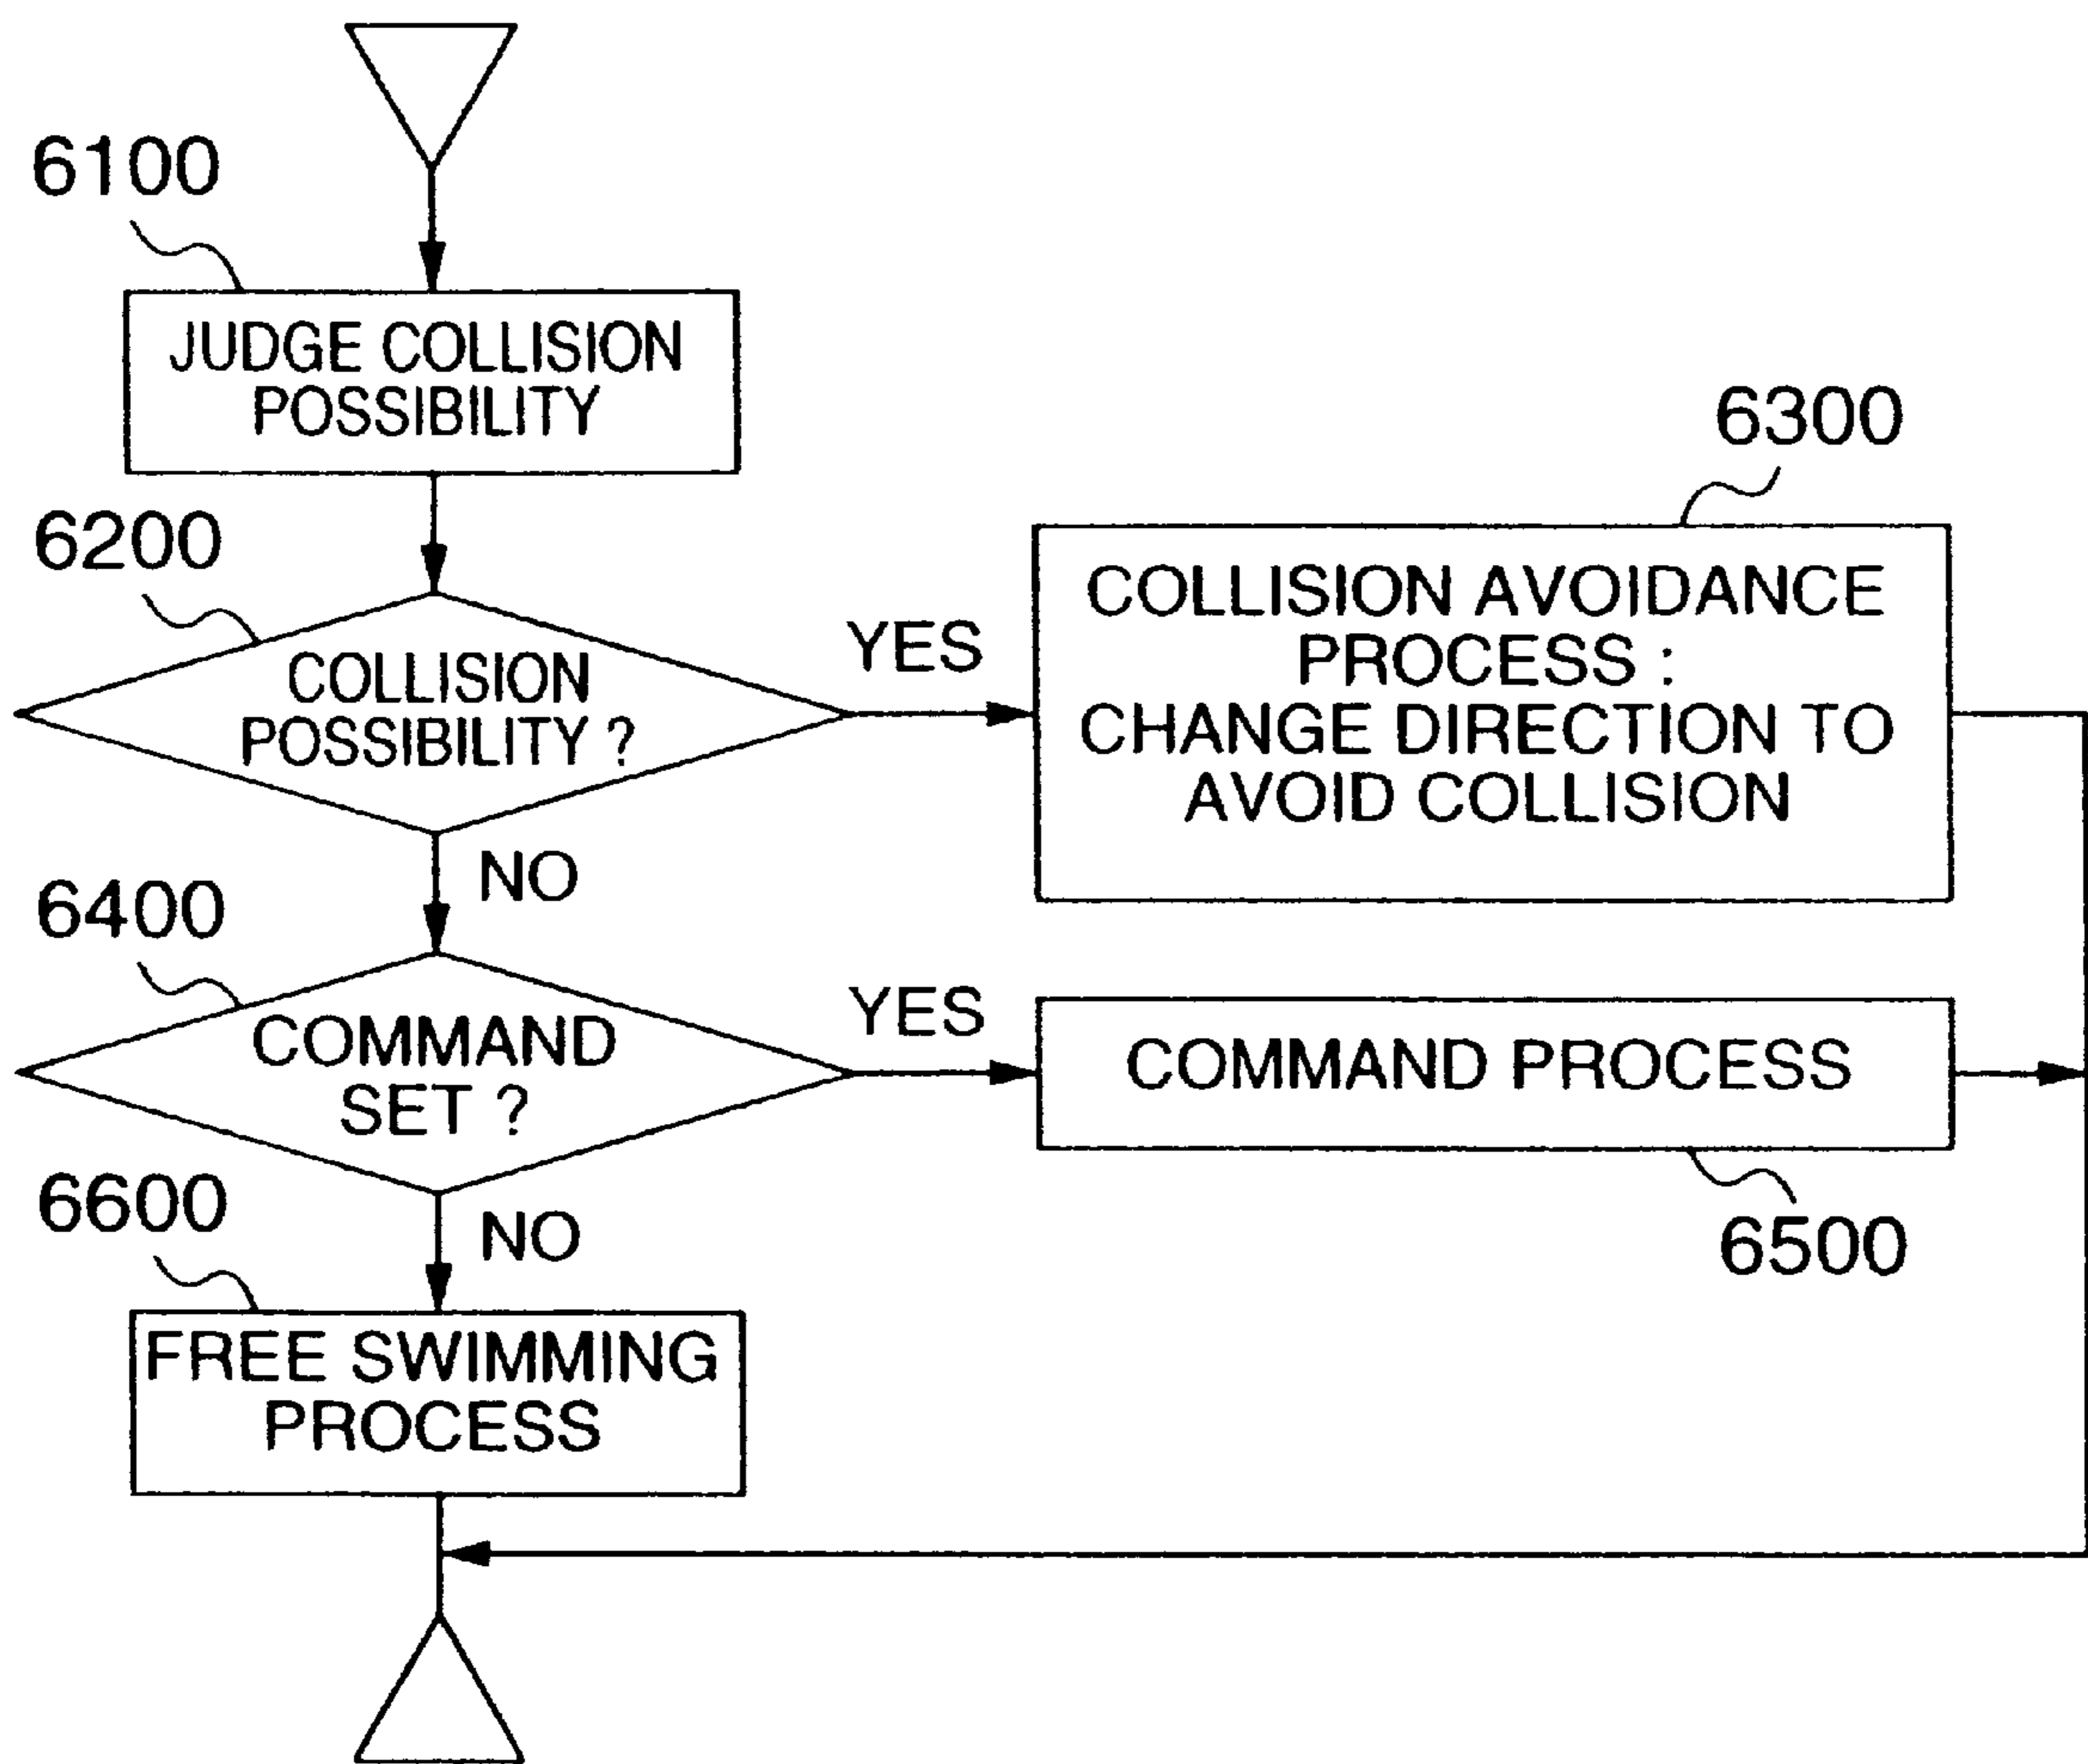 6100
JUDGE COLLISION
POSSIBILITY
6200
COLLISION
POSSIBILITY ?
YES
6300
COLLISION AVOIDANCE
PROCESS :
CHANGE DIRECTION TO
AVOID COLLISION
NO
6400
COMMAND
SET ?
YES
COMMAND PROCESS
6500
NO
6600
FREE SWIMMING
PROCESS